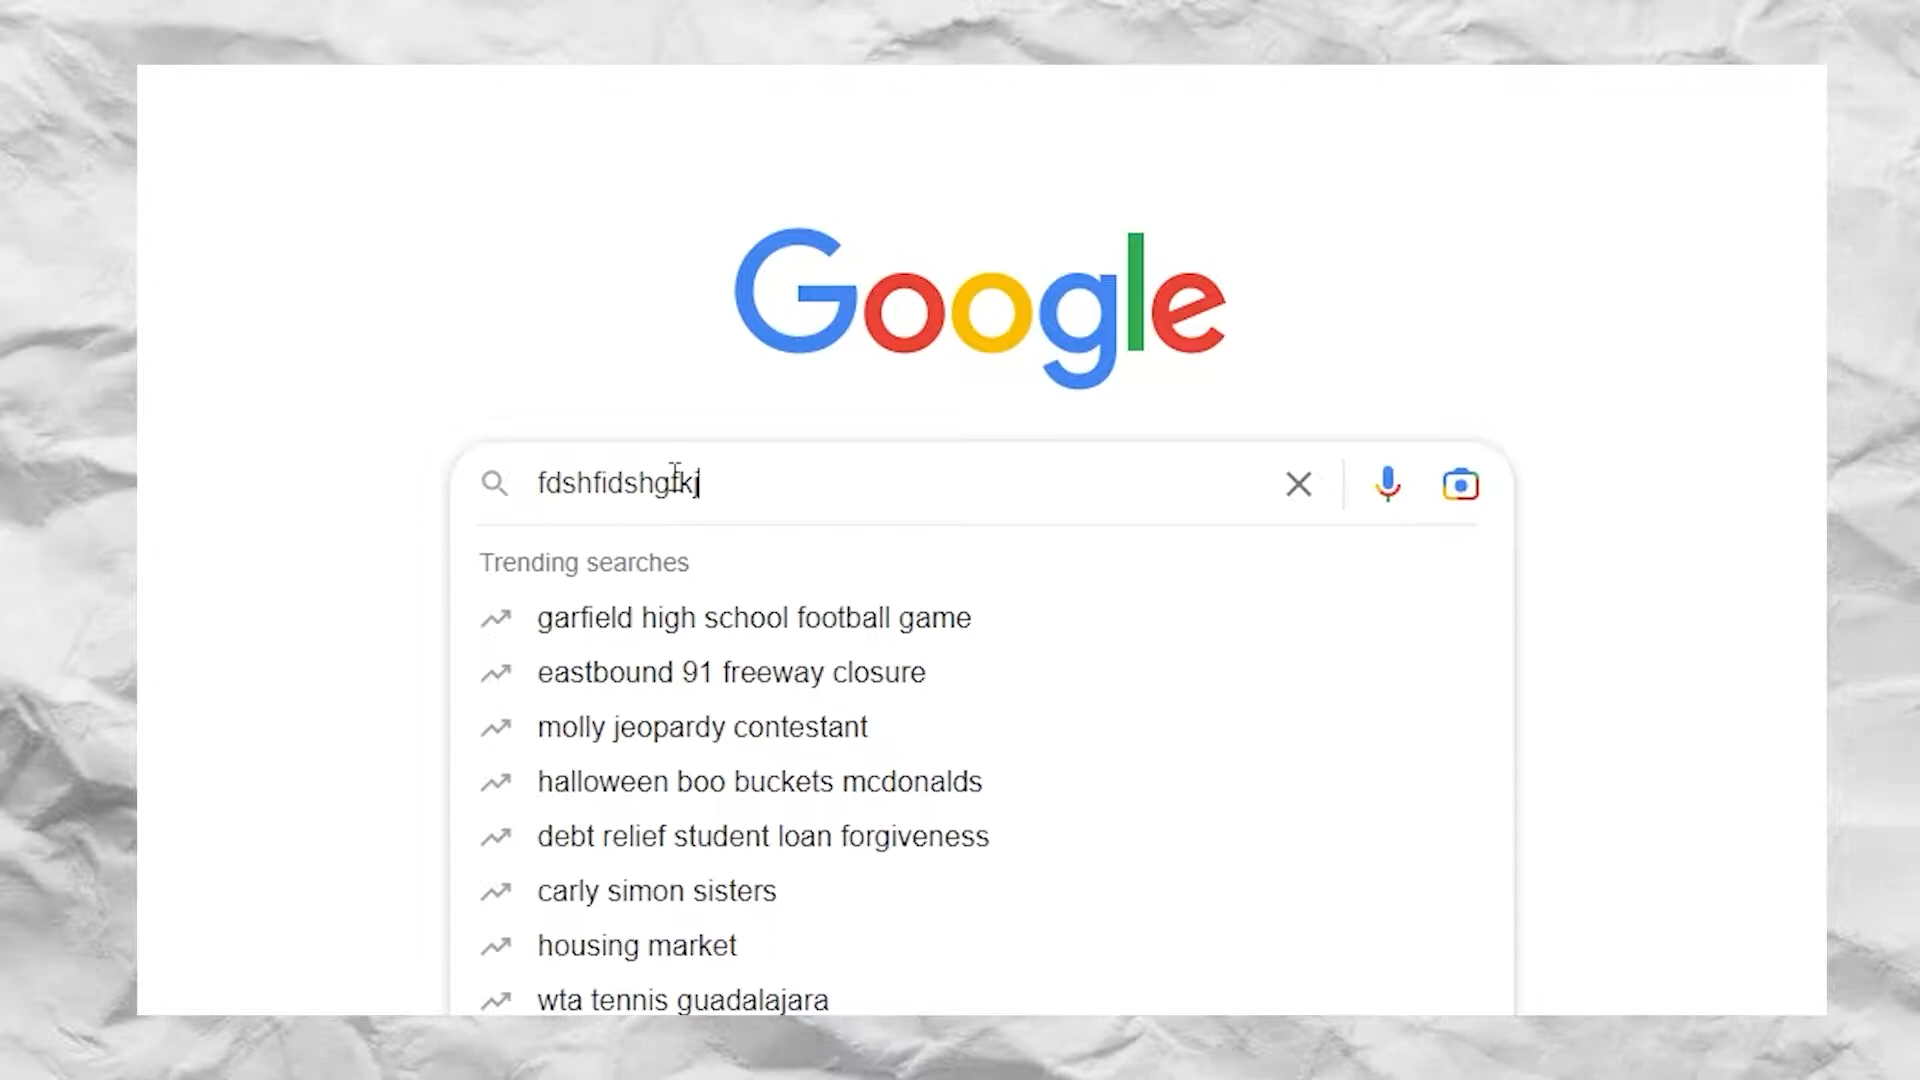 Google
fdshfidshgfkj
Trending searches
garfield high school football game
eastbound 91 freeway closure
molly jeopardy contestant
halloween boo buckets mcdonalds
debt relief student loan forgiveness
carly simon sisters
housing market
wta tennis guadalajara